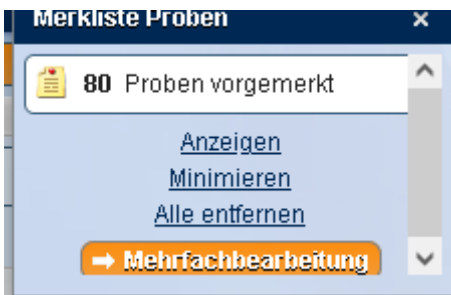 Merkliste Proben ×
80 Proben vorgemerkt
Anzeigen
Minimieren
Alle entfernen
Mehrfachbearbeitung